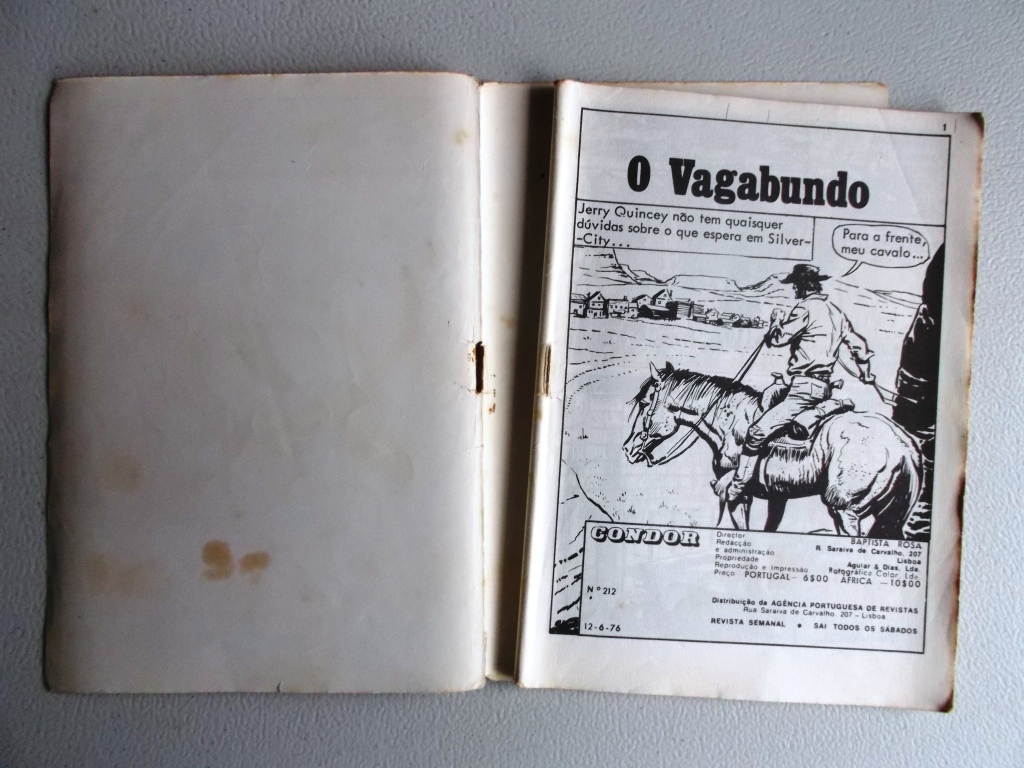 1
O Vagabundo
Jerry Quincey não tem quaisquer
dúvidas sobre o que espera em Silver-
-City...
Para a frente,
meu cavalo...
CONDOR
Director
BAPTISTA ROSA
Redacção
e administração
R. Saraiva de Carvalho, 207
Lisboa
Propriedade
Aguiar & Dias, Lda.
Reprodução e Impressão
Rotográfica Color, Lda.
Preço: PORTUGAL- 6$00 ÁFRICA -10$00
Nº 212
Distribuição da AGÊNCIA PORTUGUESA DE REVISTAS
Rua Saraiva de Carvalho, 207 - Lisboa
12-6-76
REVISTA SEMANAL • SAI TODOS OS SÁBADOS